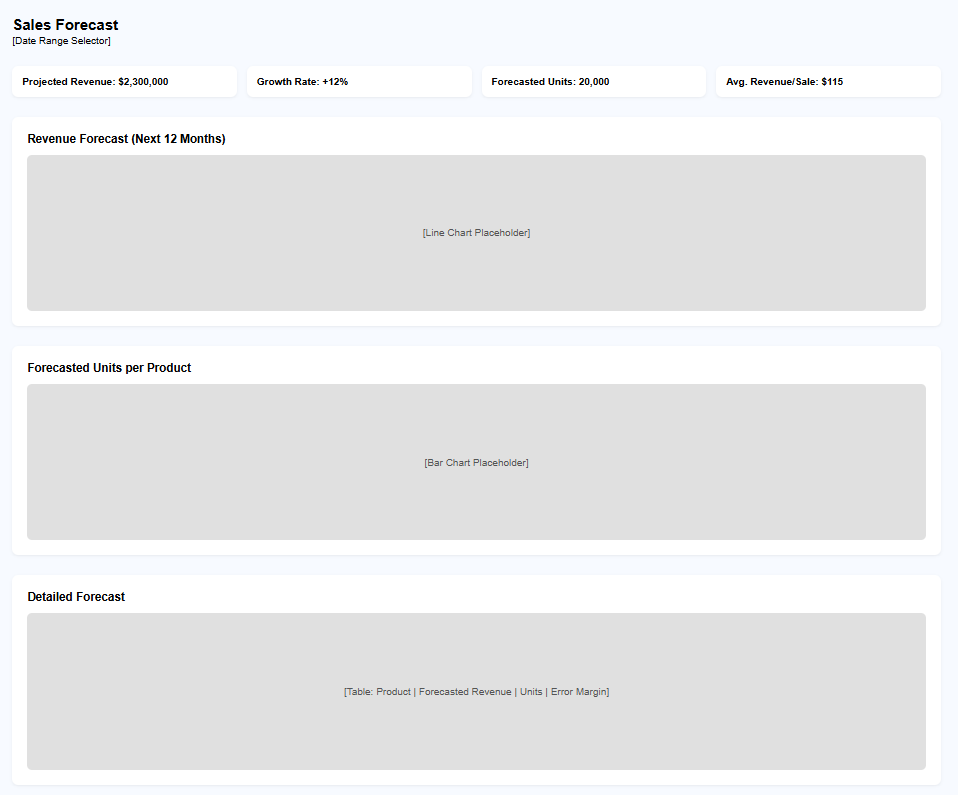 Sales Forecast
[Date Range Selector]
Projected Revenue: $2,300,000
Growth Rate: +12%
Forecasted Units: 20,000
Avg. Revenue/Sale: $115
Revenue Forecast (Next 12 Months)
[Line Chart Placeholder]
Forecasted Units per Product
[Bar Chart Placeholder]
Detailed Forecast
[Table: Product | Forecasted Revenue | Units | Error Margin]